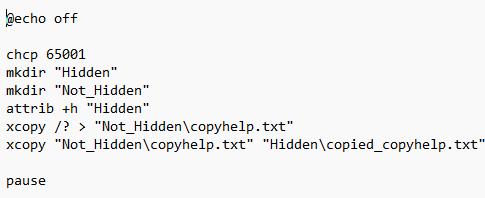 @echo off
chcp 65001
mkdir "Hidden"
mkdir "Not_Hidden"
attrib +h "Hidden"
xcopy /? > "Not_Hidden\copyhelp.txt"
xcopy "Not_Hidden\copyhelp.txt" "Hidden\copied_copyhelp.txt"
pause